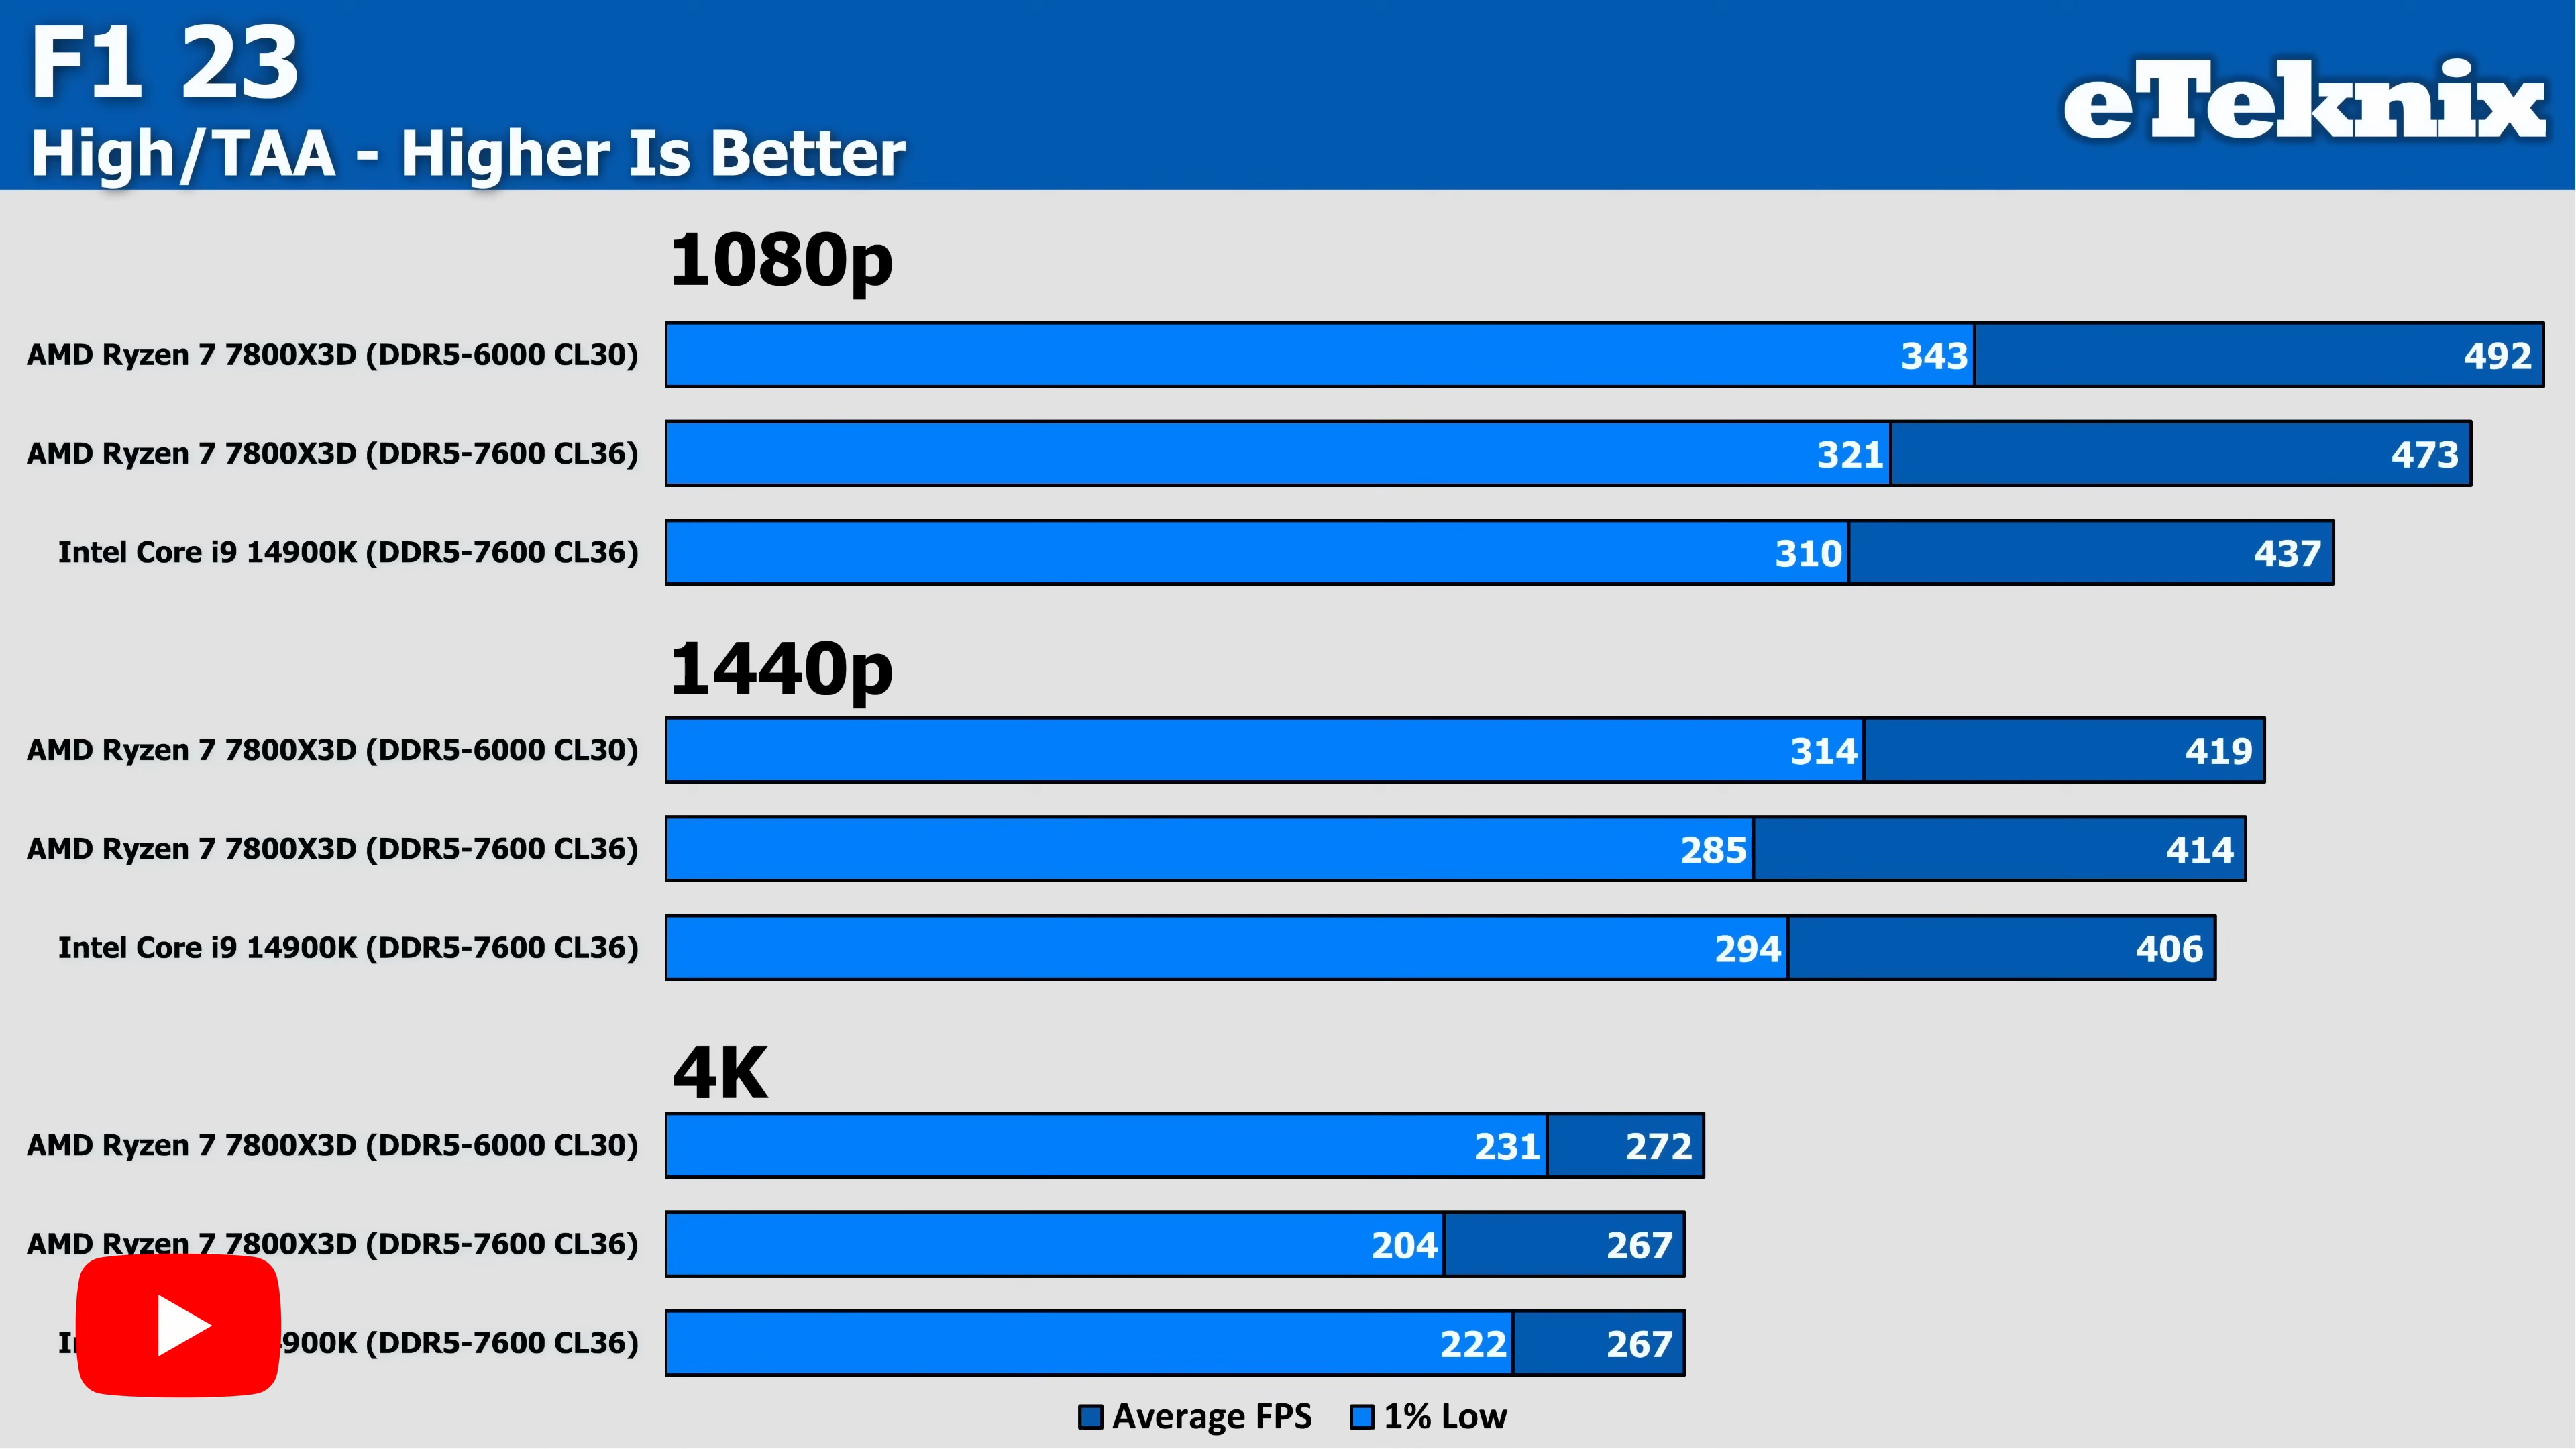 F1 23
High/TAA - Higher Is Better
eTeknix
1080p
AMD Ryzen 7 7800X3D (DDR5-6000 CL30)
343
492
AMD Ryzen 7 7800X3D (DDR5-7600 CL36)
321
473
Intel Core i9 14900K (DDR5-7600 CL36)
310
437
1440p
AMD Ryzen 7 7800X3D (DDR5-6000 CL30)
314
419
AMD Ryzen 7 7800X3D (DDR5-7600 CL36)
285
414
Intel Core i9 14900K (DDR5-7600 CL36)
294
406
4K
AMD Ryzen 7 7800X3D (DDR5-6000 CL30)
231
272
AMD Ryzen 7 7800X3D (DDR5-7600 CL36)
204
267
(DDR5-7600 CL36)
222
267
Average FPS
1% Low